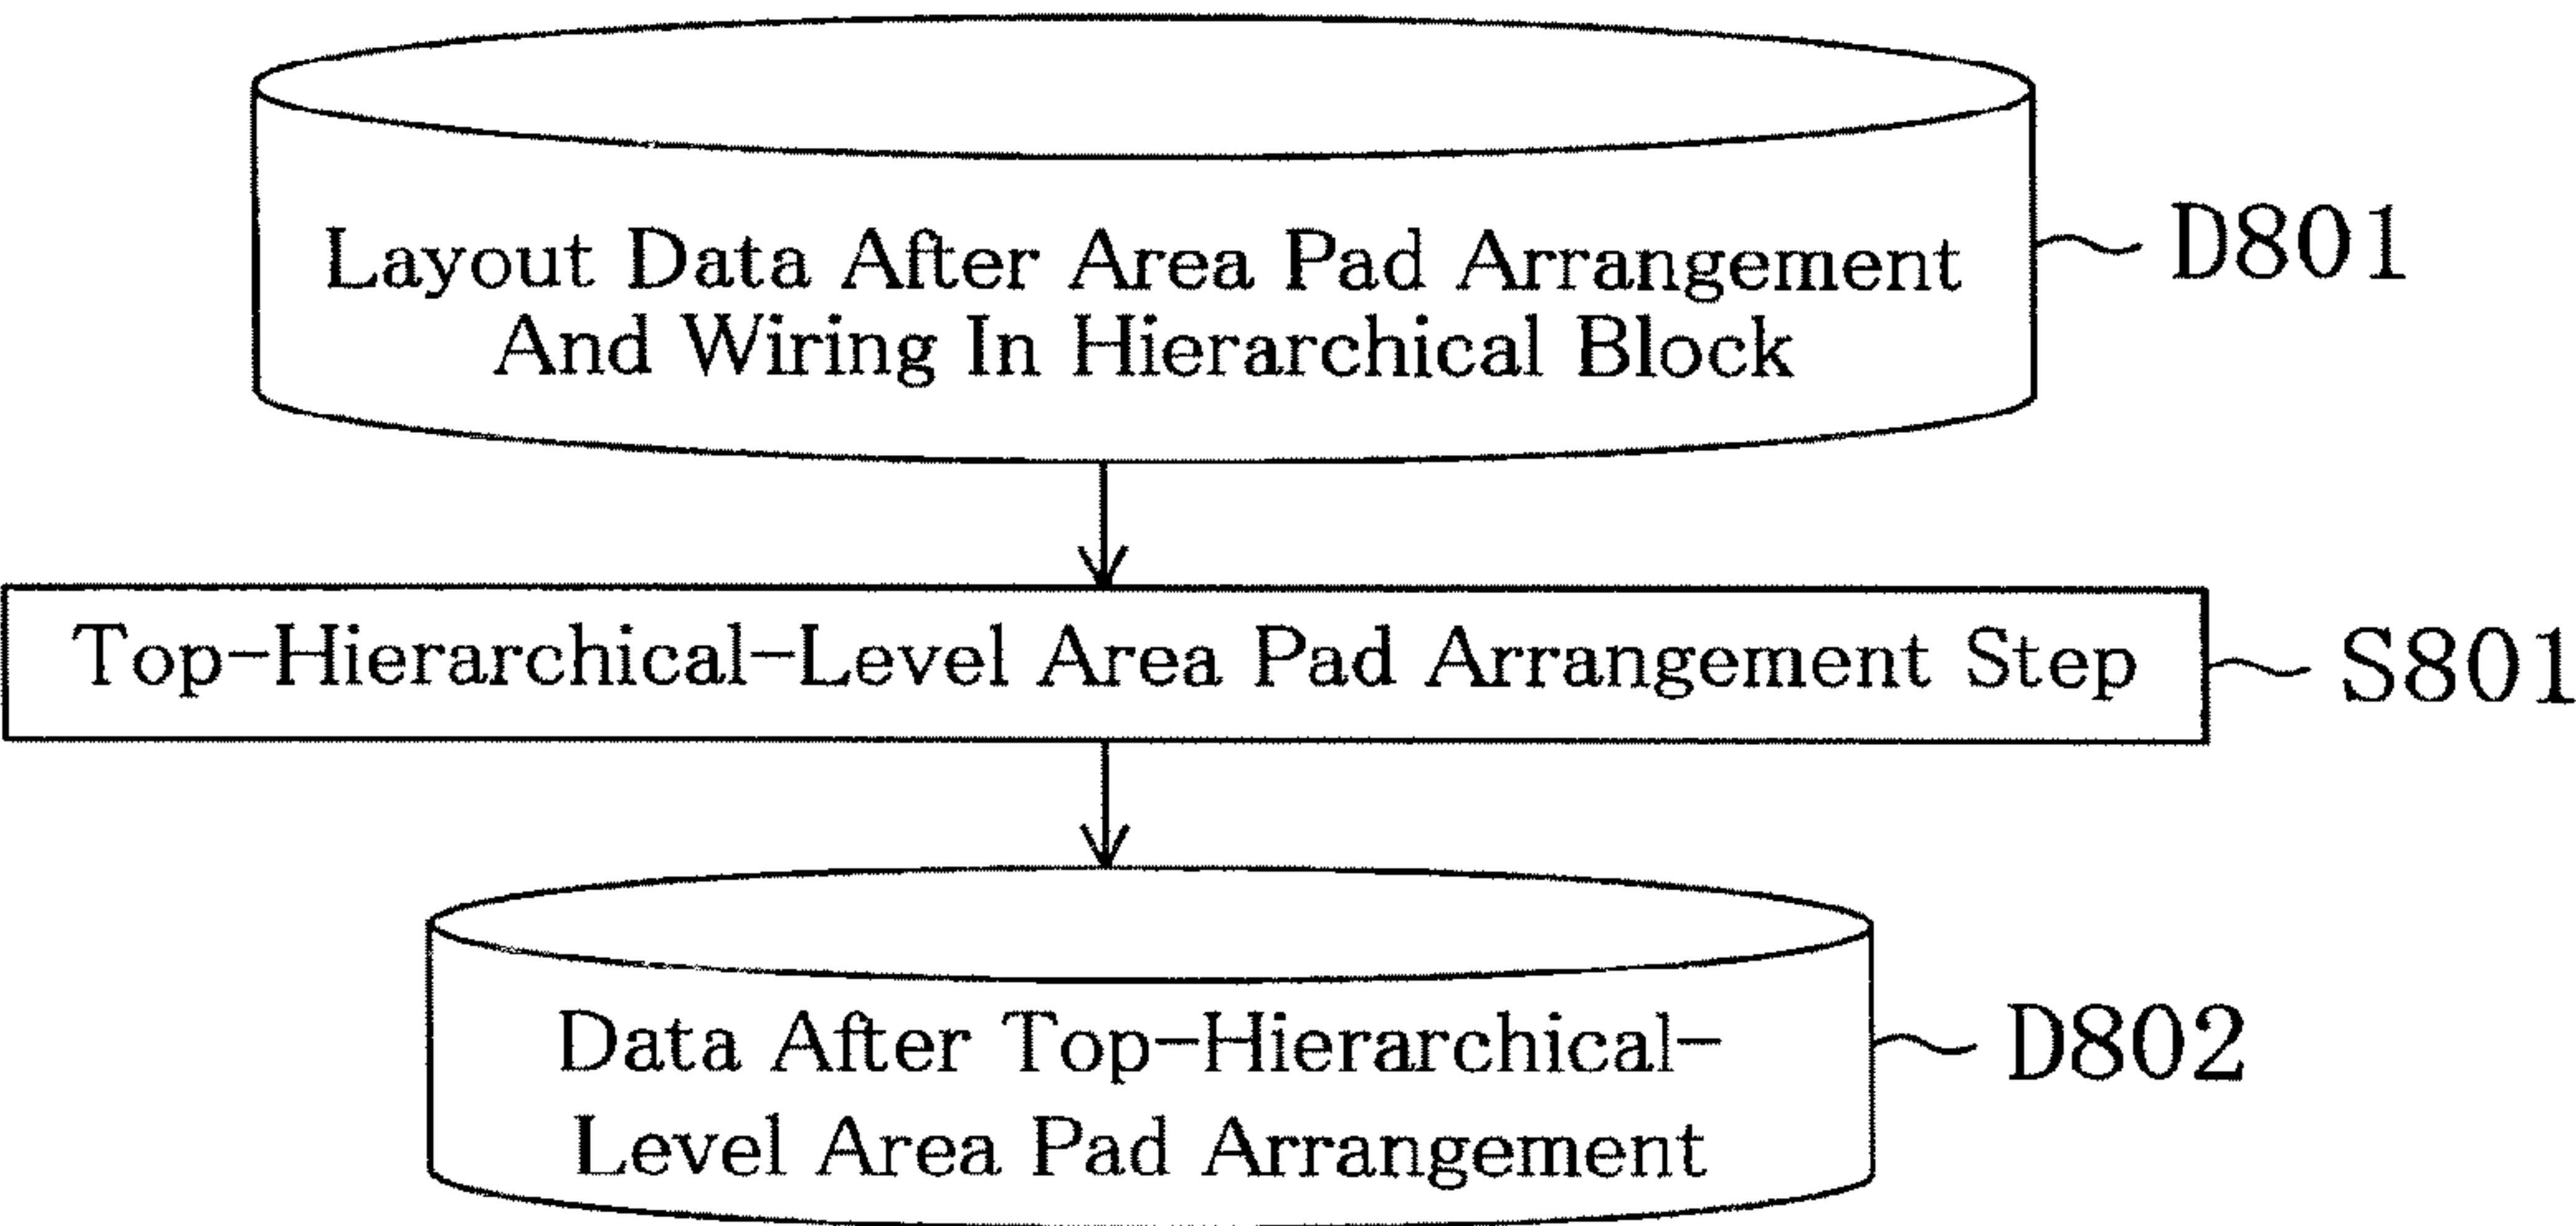 Layout Data After Area Pad Arrangement
And Wiring In Hierarchical Block
D801
Top-Hierarchical-Level Area Pad Arrangement Step
S801
Data After Top-Hierarchical-
Level Area Pad Arrangement
D802